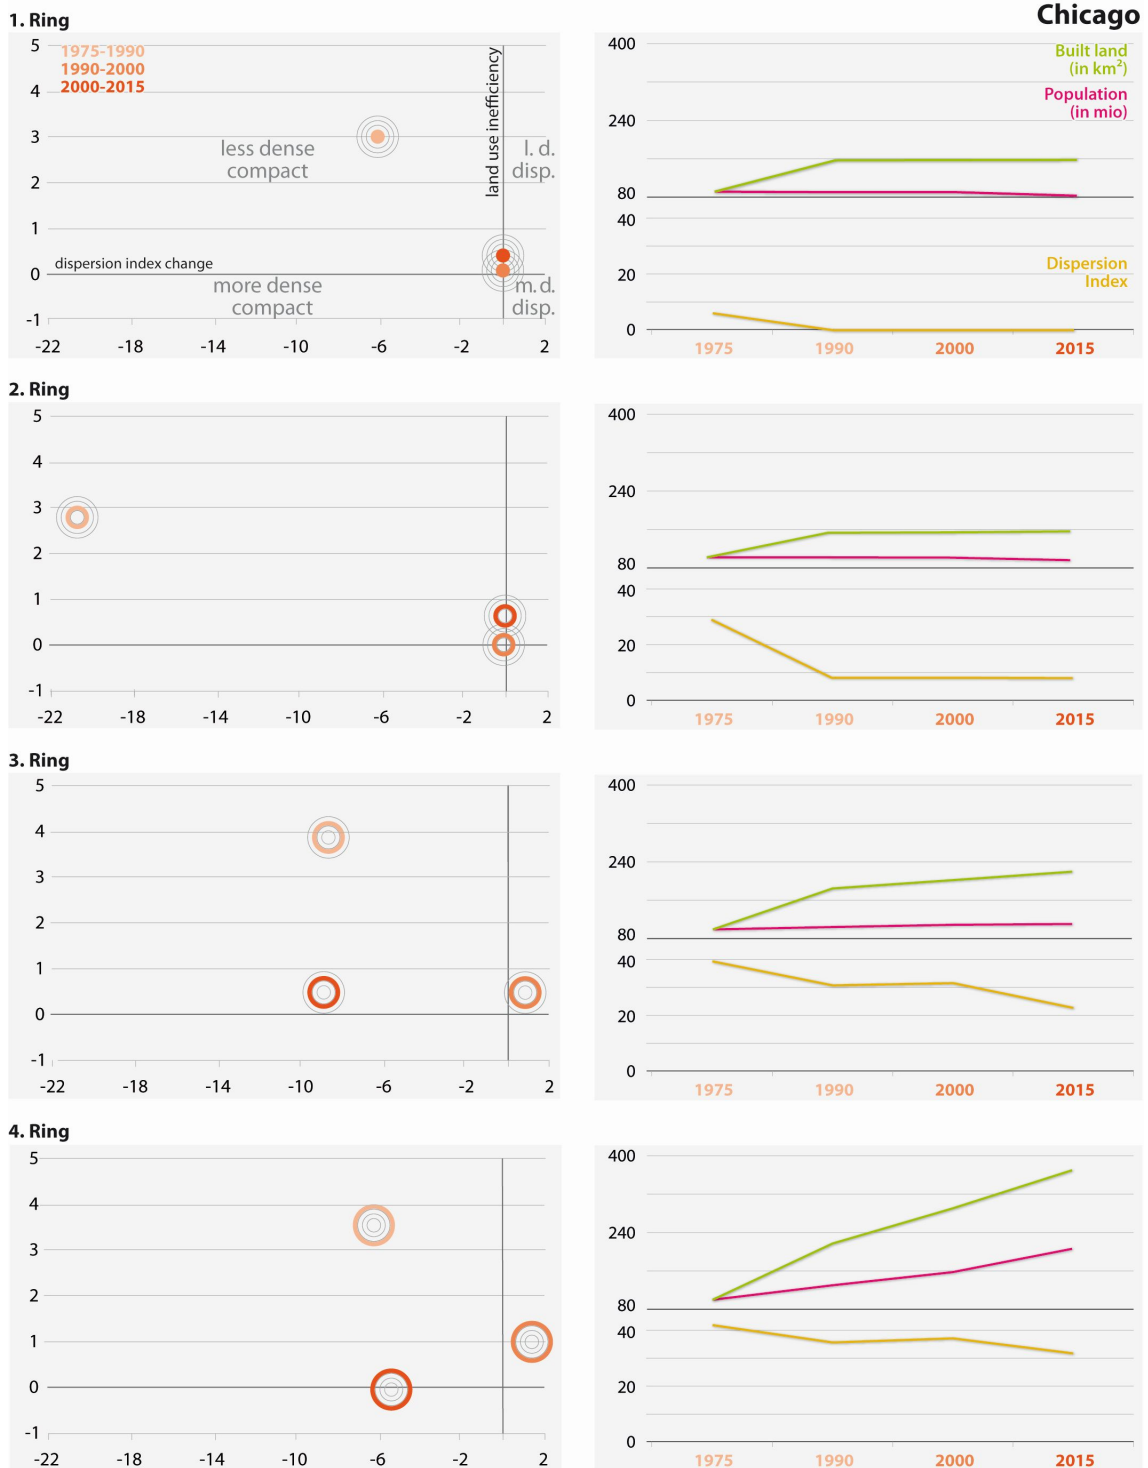 Chicago
1. Ring
5
4
3
2
1
0
-1
1975-1990
1990-2000
2000-2015
land use inefficiency
less dense
compact
l. d.
disp.
dispersion index change
more dense
compact
m. d.
disp.
-22 -18 -14 -10 -6 -2 2
400
240
80
40
20
0
Built land
(in km²)
Population
(in mio)
Dispersion
Index
1975 1990 2000 2015
2. Ring
5
4
3
2
1
0
-1
-22 -18 -14 -10 -6 -2 2
400
240
80
40
20
0
1975 1990 2000 2015
3. Ring
5
4
3
2
1
0
-1
-22 -18 -14 -10 -6 -2 2
400
240
80
40
20
0
1975 1990 2000 2015
4. Ring
5
4
3
2
1
0
-1
-22 -18 -14 -10 -6 -2 2
400
240
80
40
20
0
1975 1990 2000 2015